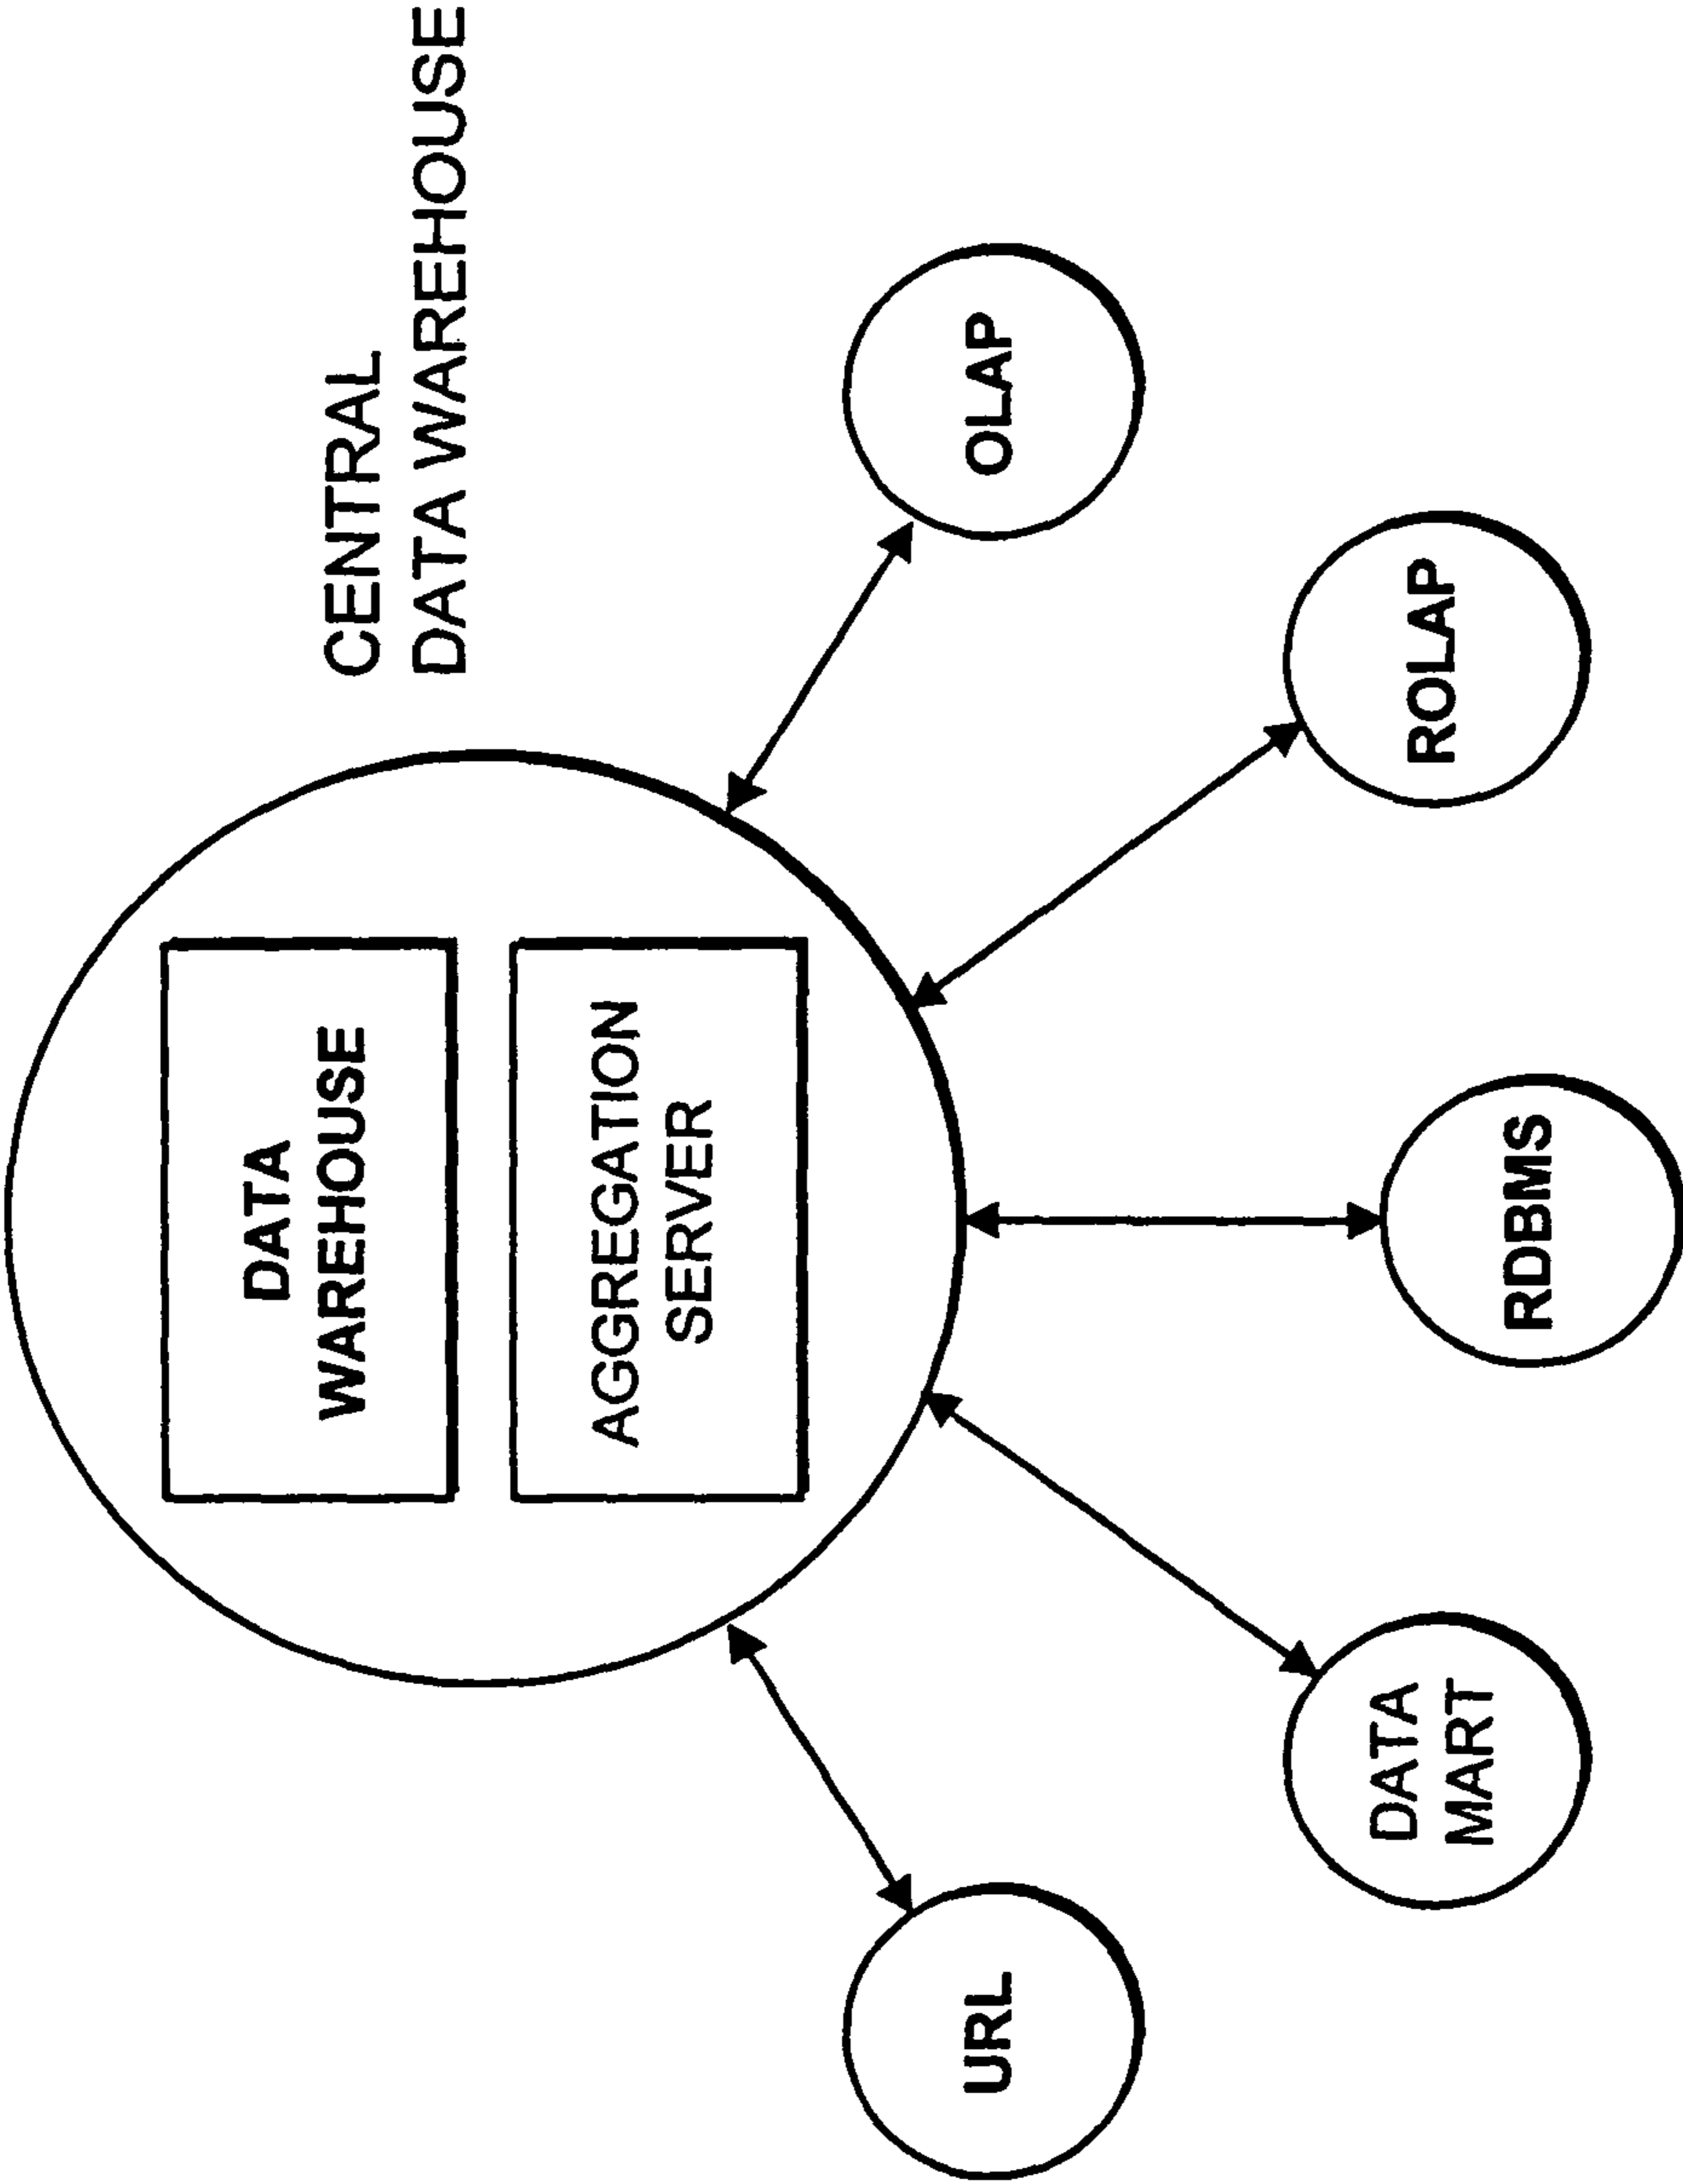 DATA
WAREHOUSE
CENTRAL
DATA WAREHOUSE
AGGREGATION
SERVER
URL
OLAP
DATA
MART
ROLAP
RDBMS